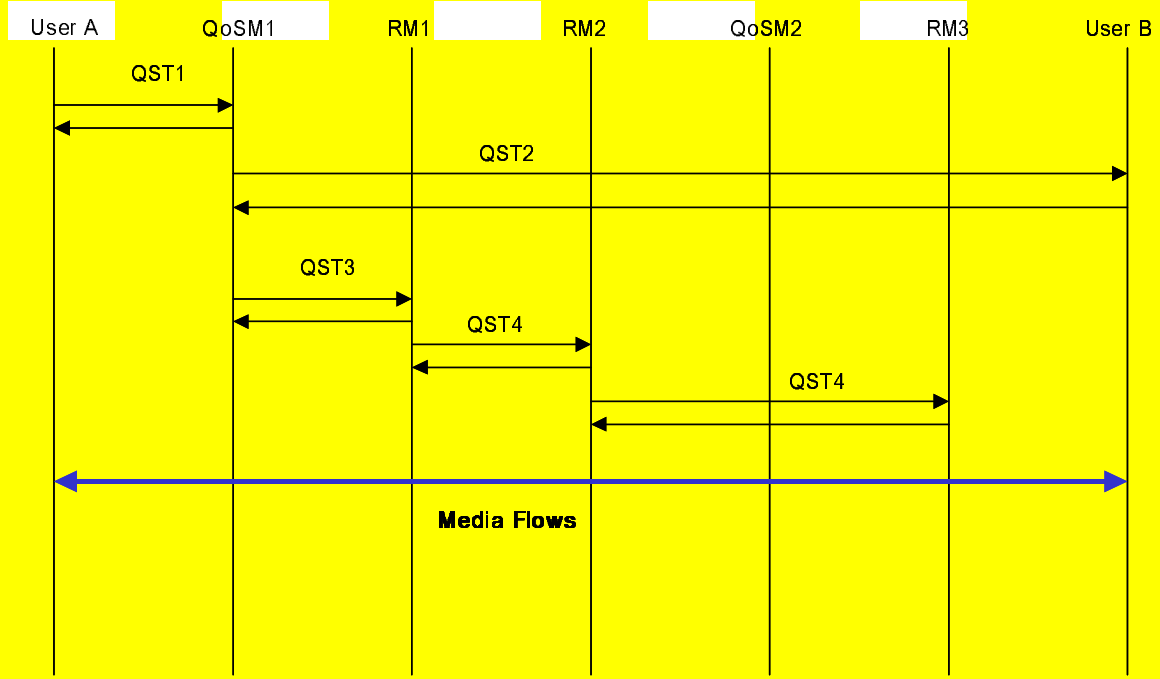 User A QoSM1 RM1 RM2 QoSM2 RM3 User B
QST1
QST2
QST3
QST4
QST4
Media Flows